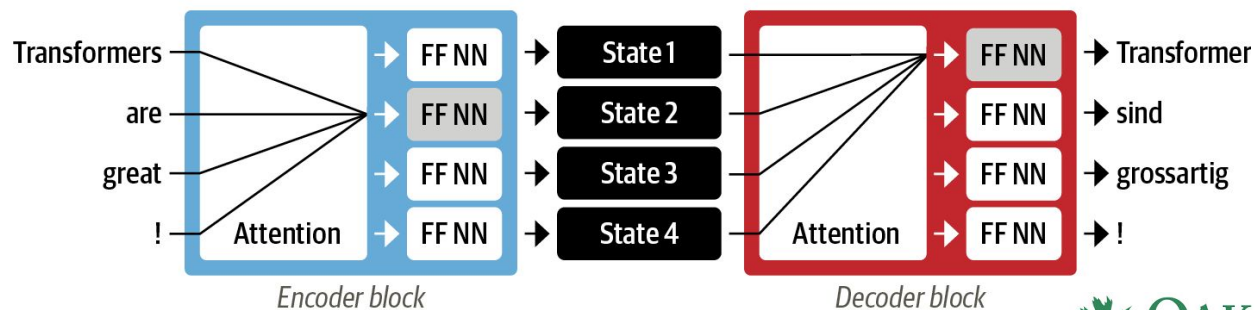 Transformers FF NN State 1 FF NN Transformer
are FF NN State 2 FF NN sind
great FF NN State 3 FF NN grossartig
! Attention FF NN State 4 Attention FF NN !
Encoder block Decoder block